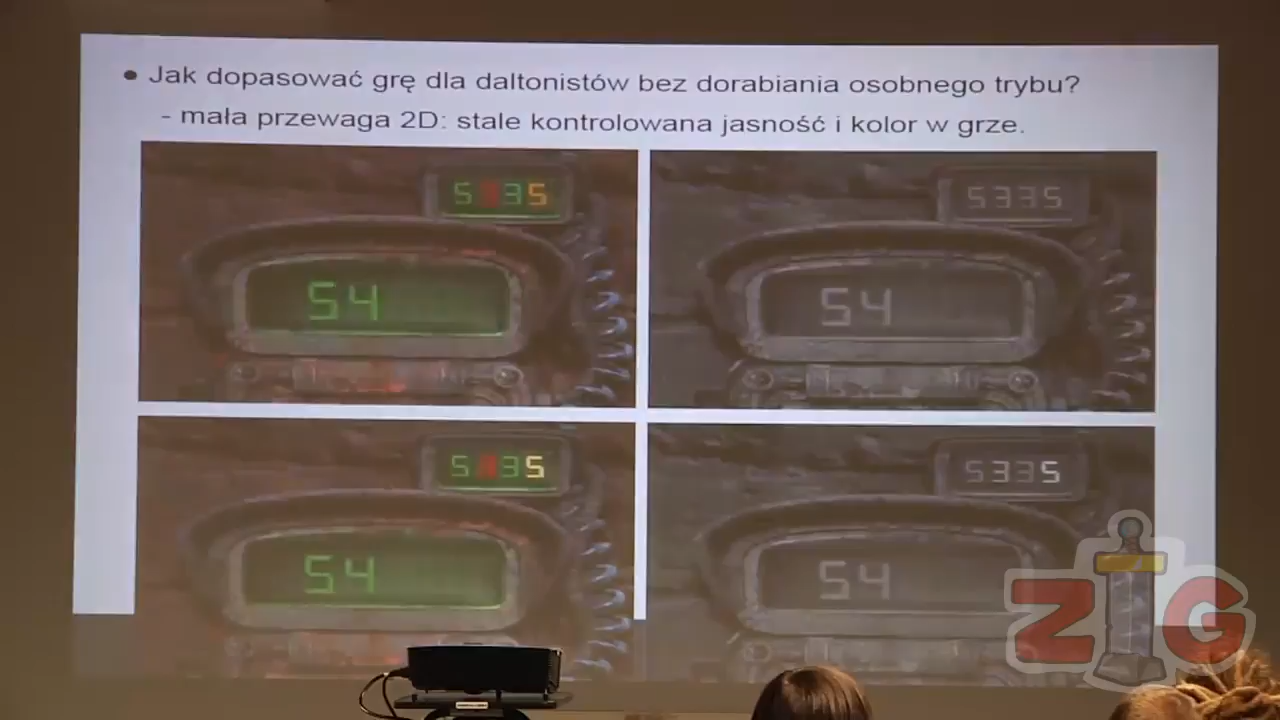 • Jak dopasować grę dla daltonistów bez dorabiania osobnego trybu?
- mała przewaga 2D: stale kontrolowana jasność i kolor w grze.
5335
5335
54
54
5335
5335
54
54
ZIG